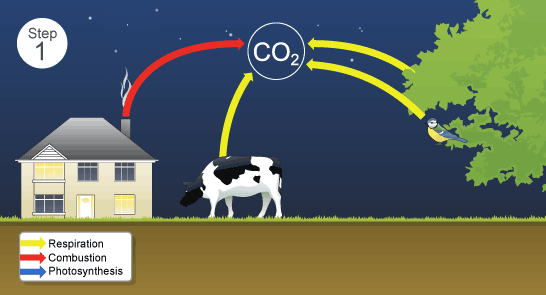 Step
1
CO₂
Respiration
Combustion
Photosynthesis